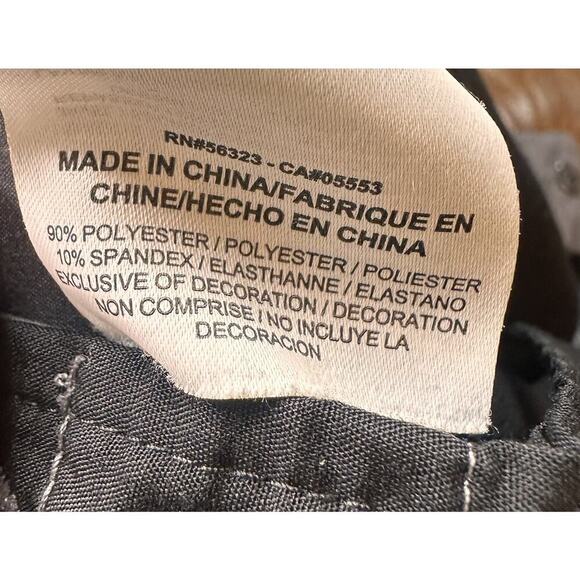 RN#56323 - CA#05553
MADE IN CHINA/FABRIQUE EN
CHINE/HECHO EN CHINA
90% POLYESTER / POLYESTER / POLIESTER
10% SPANDEX / ELASTHANNE / ELASTANO
EXCLUSIVE OF DECORATION / DECORATION
NON COMPRISE / NO INCLUYE LA
DECORACION